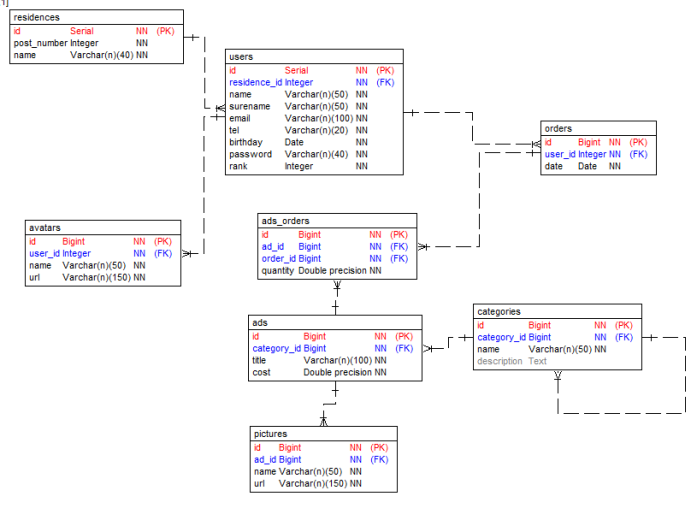 1]
residences
id Serial NN (PK)
post_number Integer NN
name Varchar(n)(40) NN
users
id Serial NN (PK)
residence_id Integer NN (FK)
name Varchar(n)(50) NN
surename Varchar(n)(50) NN
email Varchar(n)(100) NN
tel Varchar(n)(20) NN
birthday Date NN
password Varchar(n)(40) NN
rank Integer NN
orders
id Bigint NN (PK)
user_id Integer NN (FK)
date Date NN
avatars
id Bigint NN (PK)
user_id Integer NN (FK)
name Varchar(n)(50) NN
url Varchar(n)(150) NN
ads_orders
id Bigint NN (PK)
ad_id Bigint NN (FK)
order_id Bigint NN (FK)
quantity Double precision NN
ads
id Bigint NN (PK)
category_id Bigint NN (FK)
title Varchar(n)(100) NN
cost Double precision NN
categories
id Bigint NN (PK)
category_id Bigint NN (FK)
name Varchar(n)(50) NN
description Text
pictures
id Bigint NN (PK)
ad_id Bigint NN (FK)
name Varchar(n)(50) NN
url Varchar(n)(150) NN